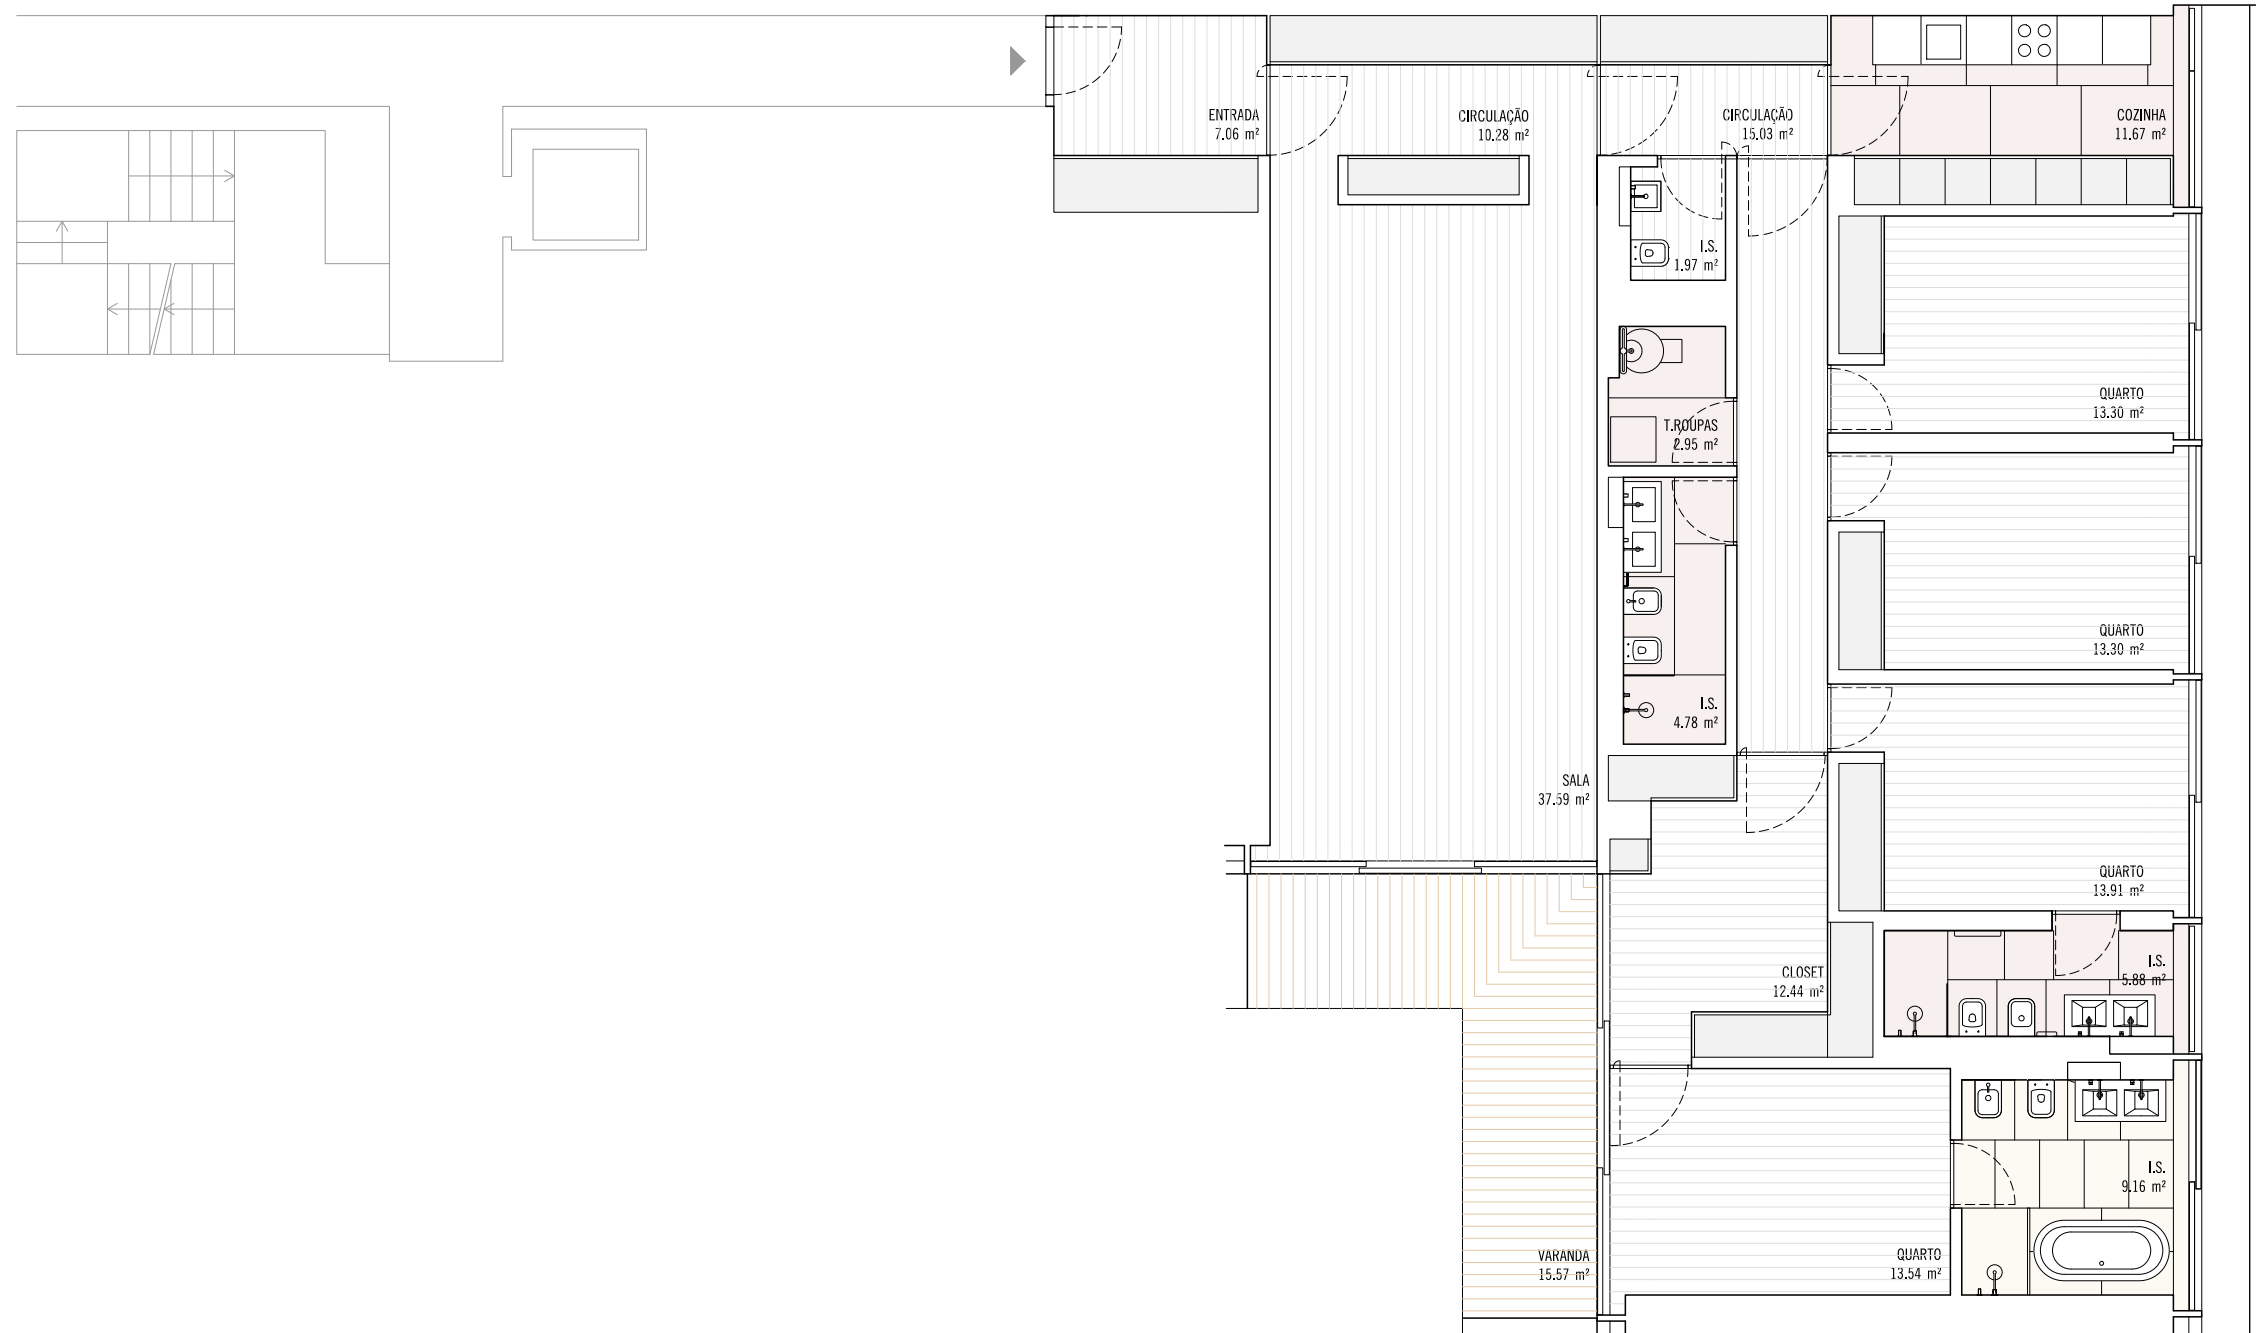 ENTRADA
7.06 m²
CIRCULAÇÃO
10.28 m²
CIRCULAÇÃO
15.03 m²
COZINHA
11.67 m²
I.S.
1.97 m²
QUARTO
13.30 m²
T.ROUPAS
2.95 m²
QUARTO
13.30 m²
I.S.
4.78 m²
SALA
37.59 m²
QUARTO
13.91 m²
CLOSET
12.44 m²
I.S.
5.88 m²
I.S.
9.16 m²
VARANDA
15.57 m²
QUARTO
13.54 m²